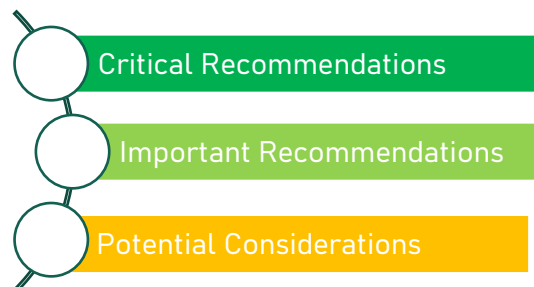 Critical Recommendations
Important Recommendations
Potential Considerations